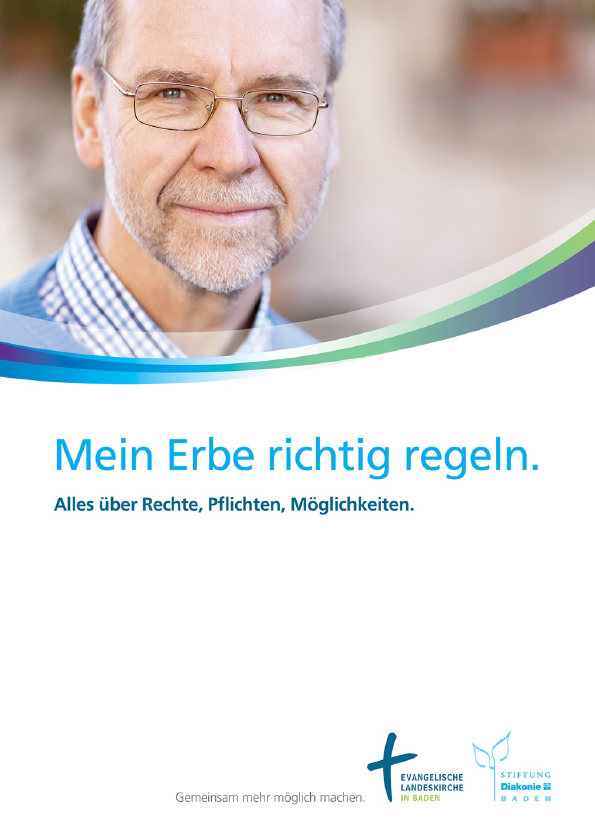 Mein Erbe richtig regeln.
Alles über Rechte, Pflichten, Möglichkeiten.
Gemeinsam mehr möglich machen.
EVANGELISCHE
LANDESKIRCHE
IN BADEN
STIFTUNG
Diakonie
BADEN